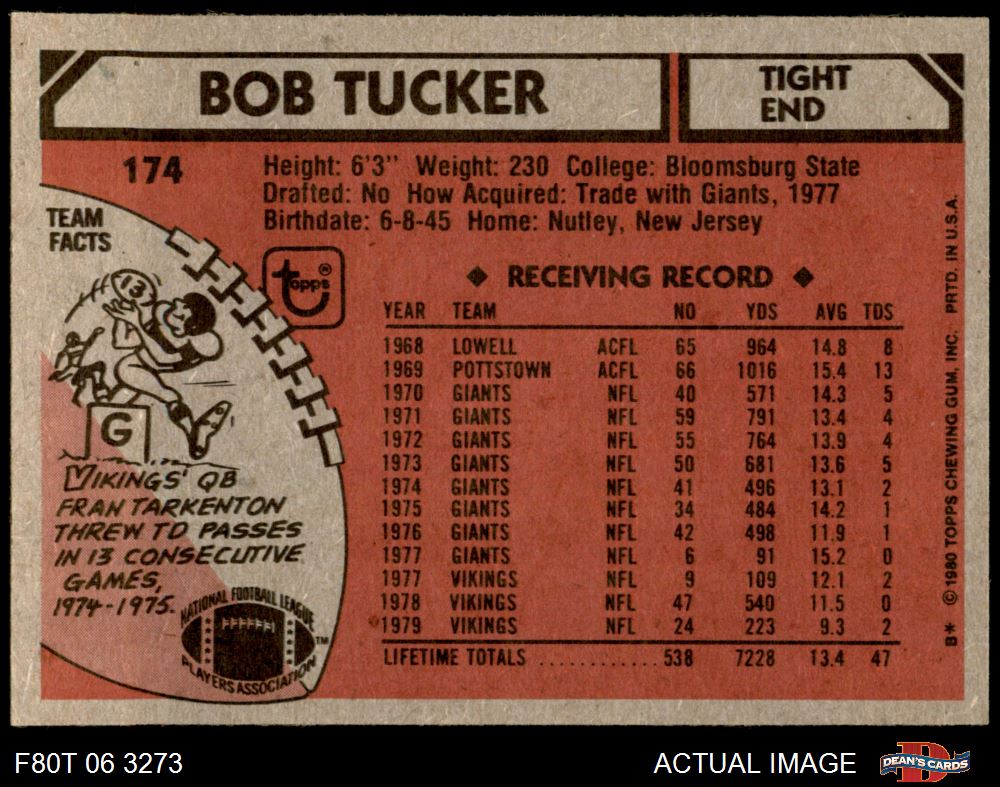 BOB TUCKER
TIGHT
END
174
Height: 6'3" Weight: 230 College: Bloomsburg State
Drafted: No How Acquired: Trade with Giants, 1977
Birthdate: 6-8-45 Home: Nutley, New Jersey
TEAM
FACTS
13
G
VIKINGS' QB
FRAN TARKENTON
THREW TD PASSES
IN 13 CONSECUTIVE
GAMES,
1974-1975.
NATIONAL FOOTBALL LEAGUE
PLAYERS ASSOCIATION
TM
topps®
◆ RECEIVING RECORD ◆
YEAR TEAM NO YDS AVG TDS
1968 LOWELL ACFL 65 964 14.8 8
1969 POTTSTOWN ACFL 66 1016 15.4 13
1970 GIANTS NFL 40 571 14.3 5
1971 GIANTS NFL 59 791 13.4 4
1972 GIANTS NFL 55 764 13.9 4
1973 GIANTS NFL 50 681 13.6 5
1974 GIANTS NFL 41 496 13.1 2
1975 GIANTS NFL 34 484 14.2 1
1976 GIANTS NFL 42 498 11.9 1
1977 GIANTS NFL 6 91 15.2 0
1977 VIKINGS NFL 9 109 12.1 2
1978 VIKINGS NFL 47 540 11.5 0
1979 VIKINGS NFL 24 223 9.3 2
LIFETIME TOTALS ............ 538 7228 13.4 47
B* ©1980 TOPPS CHEWING GUM, INC. PRTD. IN U.S.A.
F80T 06 3273
ACTUAL IMAGE
D
DEAN'S CARDS